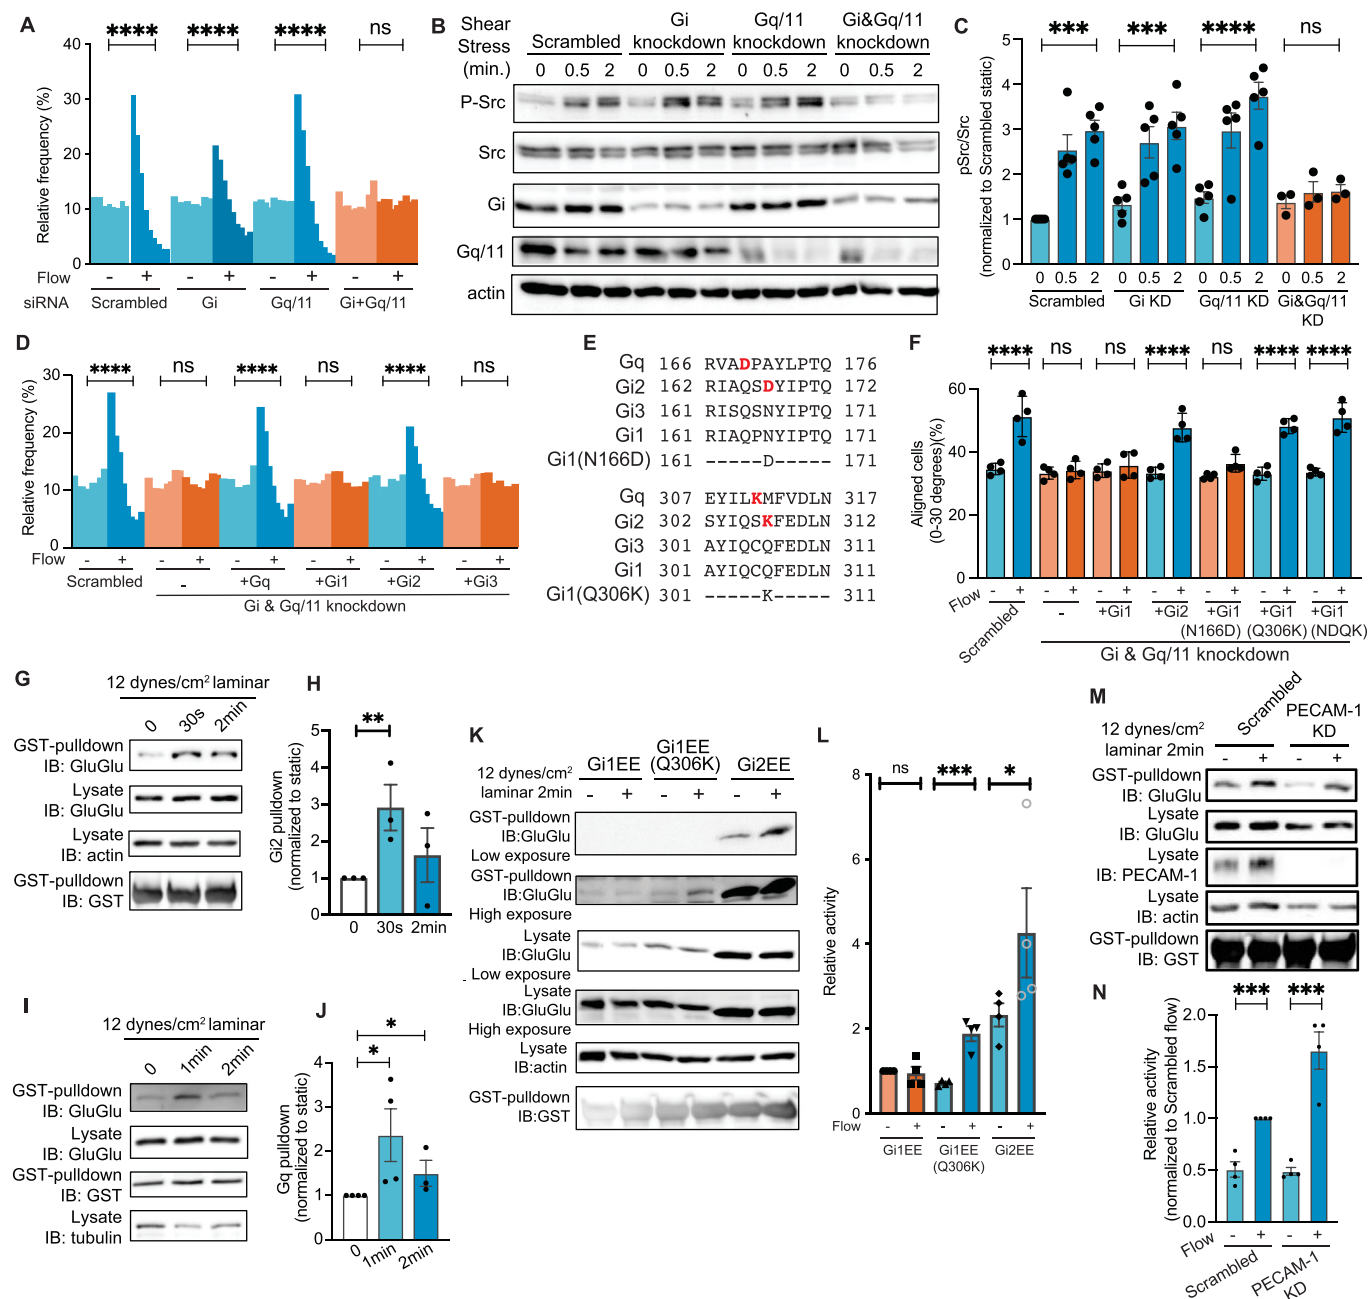 A
**** **** **** ns
Relative frequency (%)
40
30
20
10
0
Flow - + - + - + - +
siRNA Scrambled Gi Gq/11 Gi+Gq/11
B
Shear Stress (min.)
Scrambled
Gi knockdown
Gq/11 knockdown
Gi&Gq/11 knockdown
0 0.5 2 0 0.5 2 0 0.5 2 0 0.5 2
P-Src
Src
Gi
Gq/11
actin
C
*** *** **** ns
pSrc/Src
(normalized to Scrambled static)
5
4
3
2
1
0
0 0.5 2 0 0.5 2 0 0.5 2 0 0.5 2
Scrambled Gi KD Gq/11 KD Gi&Gq/11 KD
D
**** ns **** ns **** ns
Relative frequency (%)
30
20
10
0
Flow - + - + - + - + - + - +
Scrambled - +Gq +Gi1 +Gi2 +Gi3
Gi & Gq/11 knockdown
E
Gq 166 RVADPAYLPTQ 176
Gi2 162 RIAQSDYIPTQ 172
Gi3 161 RISQSNYIPTQ 171
Gi1 161 RIAQPNYIPTQ 171
Gi1(N166D) 161 -----D----- 171
Gq 307 EYILKMFVDLN 317
Gi2 302 SYIQSKFEDLN 312
Gi3 301 AYIQCQFEDLN 311
Gi1 301 AYIQCQFEDLN 311
Gi1(Q306K) 301 -----K----- 311
F
**** ns ns **** ns **** ****
Aligned cells
(0-30 degrees)(%)
60
40
20
0
Flow - + - + - + - + - + - + - +
Scrambled - +Gi1 +Gi2 +Gi1 (N166D) +Gi1 (Q306K) +Gi1 (NDQK)
Gi & Gq/11 knockdown
G
12 dynes/cm² laminar
0 30s 2min
GST-pulldown
IB: GluGlu
Lysate
IB: GluGlu
Lysate
IB: actin
GST-pulldown
IB: GST
H
**
Gi2 pulldown
(normalized to static)
5
4
3
2
1
0
0 30s 2min
I
12 dynes/cm² laminar
0 1min 2min
GST-pulldown
IB: GluGlu
Lysate
IB: GluGlu
GST-pulldown
IB: GST
Lysate
IB: tubulin
J
*
*
Gq pulldown
(normalized to static)
4
3
2
1
0
0 1min 2min
K
Gi1EE Gi1EE (Q306K) Gi2EE
12 dynes/cm²
laminar 2min - + - + - +
GST-pulldown
IB:GluGlu
Low exposure
GST-pulldown
IB:GluGlu
High exposure
Lysate
IB:GluGlu
Low exposure
Lysate
IB:GluGlu
High exposure
Lysate
IB:actin
GST-pulldown
IB:GST
L
ns *** *
Relative activity
8
6
4
2
0
Flow - + - + - +
Gi1EE Gi1EE (Q306K) Gi2EE
M
Scrambled
PECAM-1 KD
12 dynes/cm²
laminar 2min - + - +
GST-pulldown
IB: GluGlu
Lysate
IB: GluGlu
Lysate
IB: PECAM-1
Lysate
IB: actin
GST-pulldown
IB: GST
N
*** ***
Relative activity
(normalized to Scrambled flow)
2.0
1.5
1.0
0.5
0.0
Flow - + - +
Scrambled
PECAM-1 KD